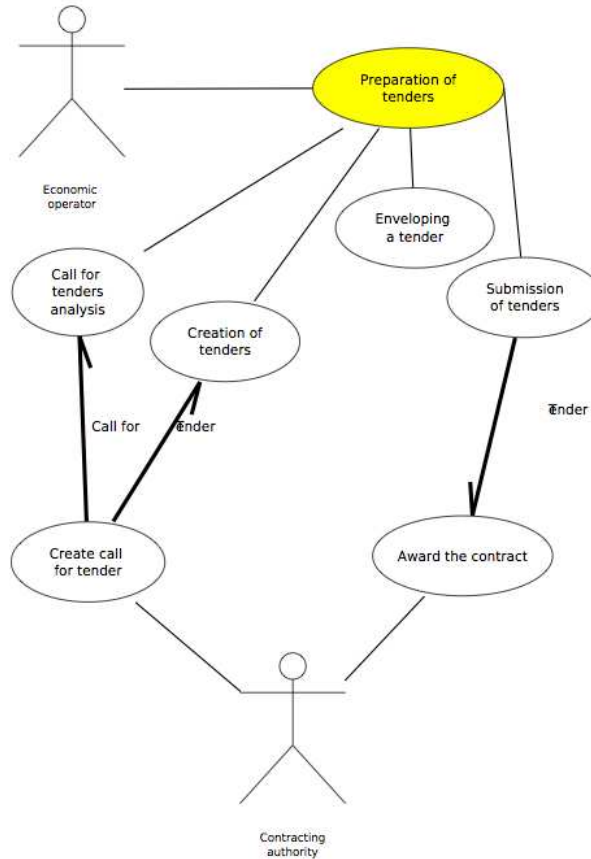 Preparation of
tenders
Economic
operator
Enveloping
a tender
Call for
tenders
analysis
Submission
of tenders
Creation of
tenders
Call for
Tender
Tender
Create call
for tender
Award the contract
Contracting
authority